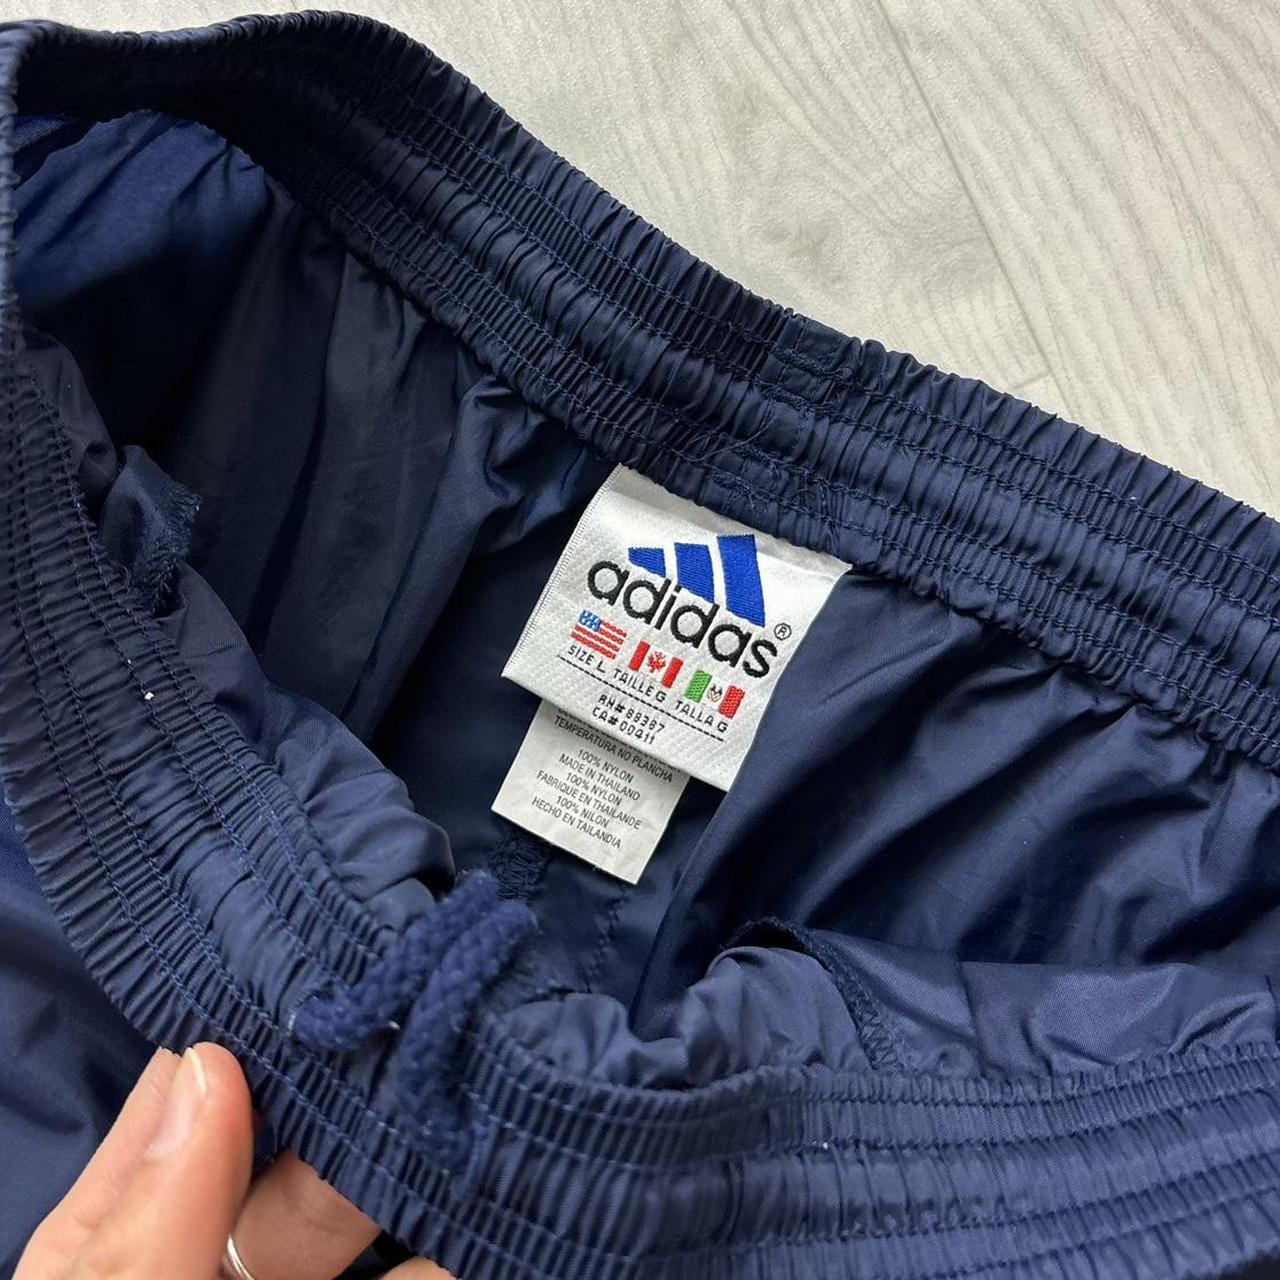 adidas®
SIZE L TAILLE G TALLA G
RN# 88387
CA# 00411
TEMPERATURA NO PLANCHA
100% NYLON
MADE IN THAILAND
100% NYLON
FABRIQUE EN THAILANDE
100% NILON
HECHO EN TAILANDIA